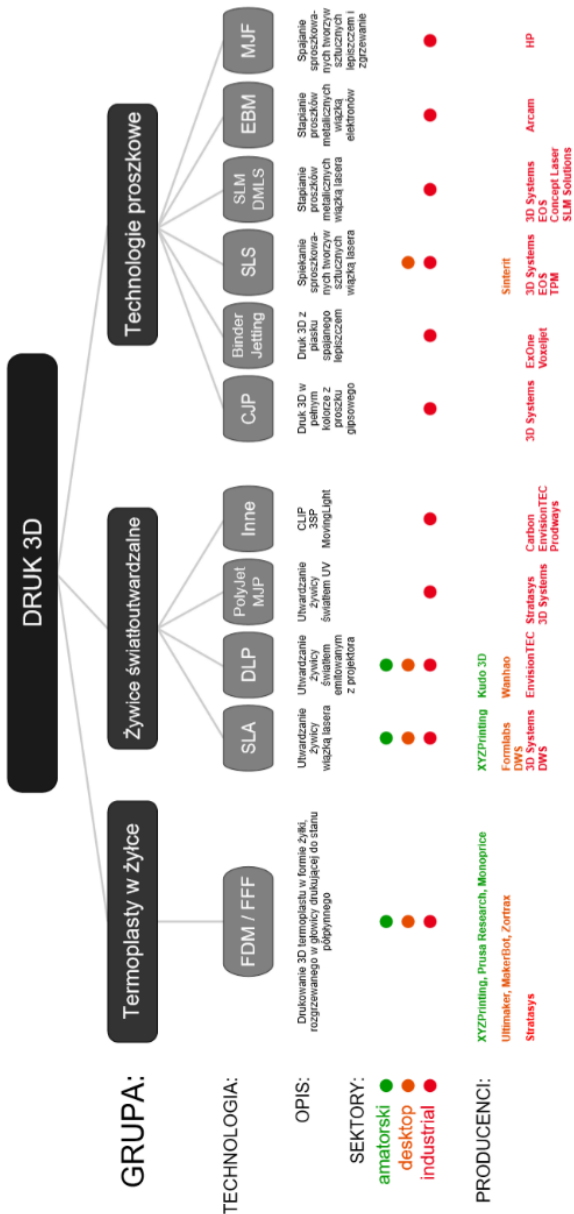 DRUK 3D
GRUPA:
Termoplasty w żyłce
Żywice światłoutwardzalne
Technologie proszkowe
TECHNOLOGIA:
FDM / FFF
SLA
DLP
PolyJet
MJP
Inne
CJP
Binder
Jetting
SLS
SLM
DMLS
EBM
MJF
OPIS:
Drukowanie 3D termoplastu w formie żyłki,
rozgrzewanego w głowicy drukującej do stanu
półpłynnego
Utwardzanie
żywicy
wiązką lasera
Utwardzanie
żywicy
światłem
emitowanym
z projektora
Utwardzanie
żywicy
światłem UV
CLIP
3SP
MovingLight
Druk 3D w
pełnym
kolorze z
proszku
gipsowego
Druk 3D z
piasku
spajanego
lepiszczem
Spiekanie
sproszkowa-
nych tworzyw
sztucznych
wiązką lasera
Stapianie
proszków
metalicznych
wiązką lasera
Stapianie
proszków
metalicznych
wiązką
elektronów
Spajanie
sproszkowa-
nych tworzyw
sztucznych
lepiszczem i
zgrzewanie
SEKTORY:
amatorski
desktop
industrial
PRODUCENCI:
XYZPrinting, Prusa Research, Monoprice
Ultimaker, MakerBot, Zortrax
Stratasys
XYZPrinting
Formlabs
DWS
3D Systems
DWS
Kudo 3D
Wanhao
EnvisionTEC
Stratasys
3D Systems
Carbon
EnvisionTEC
Prodways
3D Systems
ExOne
Voxeljet
Sinterit
3D Systems
EOS
TPM
3D Systems
EOS
Concept Laser
SLM Solutions
Arcam
HP